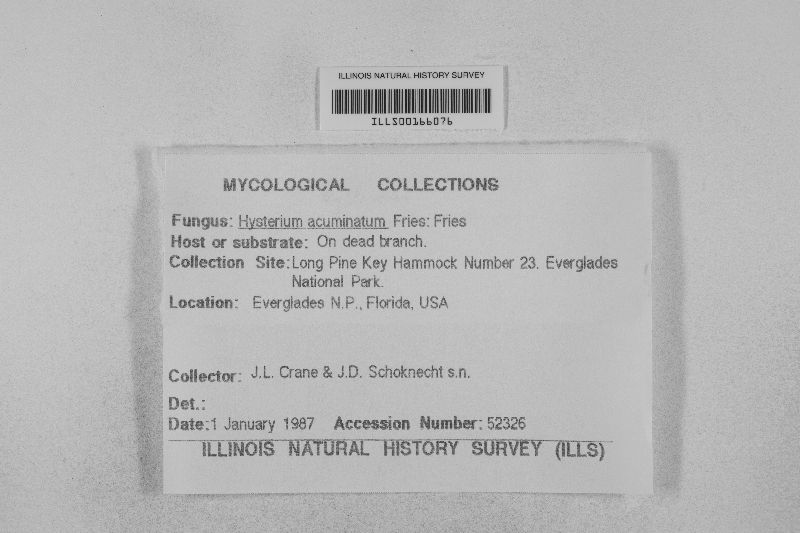 ILLINOIS NATURAL HISTORY SURVEY
ILLS00166076
MYCOLOGICAL COLLECTIONS
Fungus: Hysterium acuminatum Fries: Fries
Host or substrate: On dead branch.
Collection Site: Long Pine Key Hammock Number 23. Everglades
National Park.
Location: Everglades N.P., Florida, USA
Collector: J.L. Crane & J.D. Schoknecht s.n.
Det.:
Date: 1 January 1987 Accession Number: 52326
ILLINOIS NATURAL HISTORY SURVEY (ILLS)